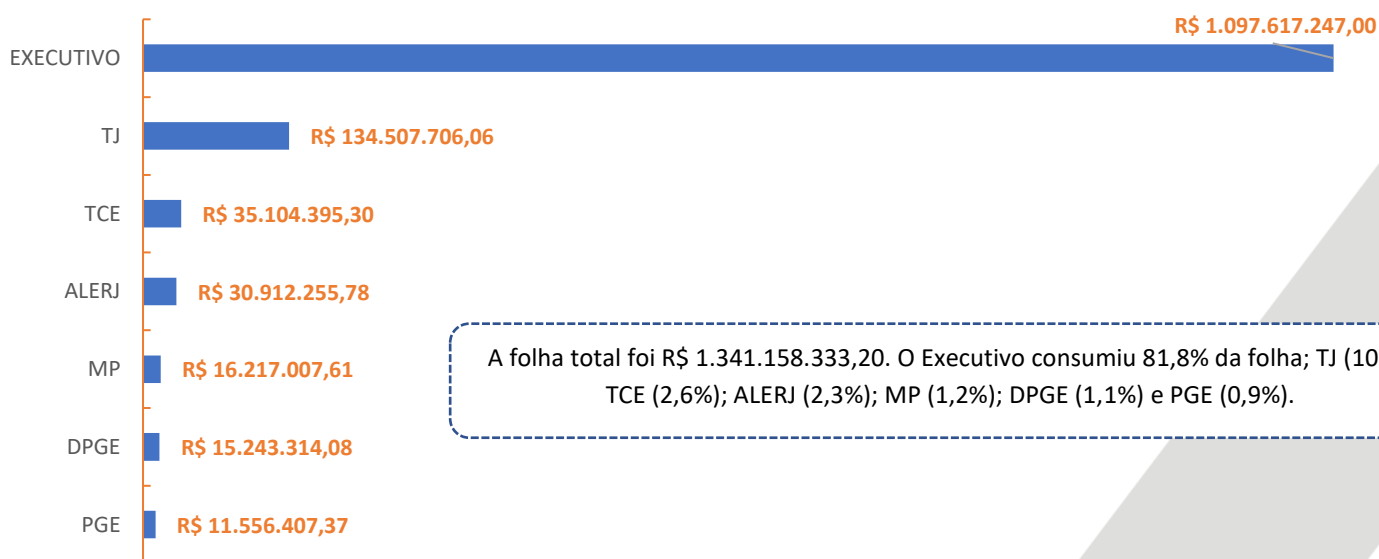 R$ 1.097.617.247,00
EXECUTIVO
TJ
R$ 134.507.706,06
TCE
R$ 35.104.395,30
ALERJ
R$ 30.912.255,78
MP
R$ 16.217.007,61
DPGE
R$ 15.243.314,08
PGE
R$ 11.556.407,37
A folha total foi R$ 1.341.158.333,20. O Executivo consumiu 81,8% da folha; TJ (10
TCE (2,6%); ALERJ (2,3%); MP (1,2%); DPGE (1,1%) e PGE (0,9%).